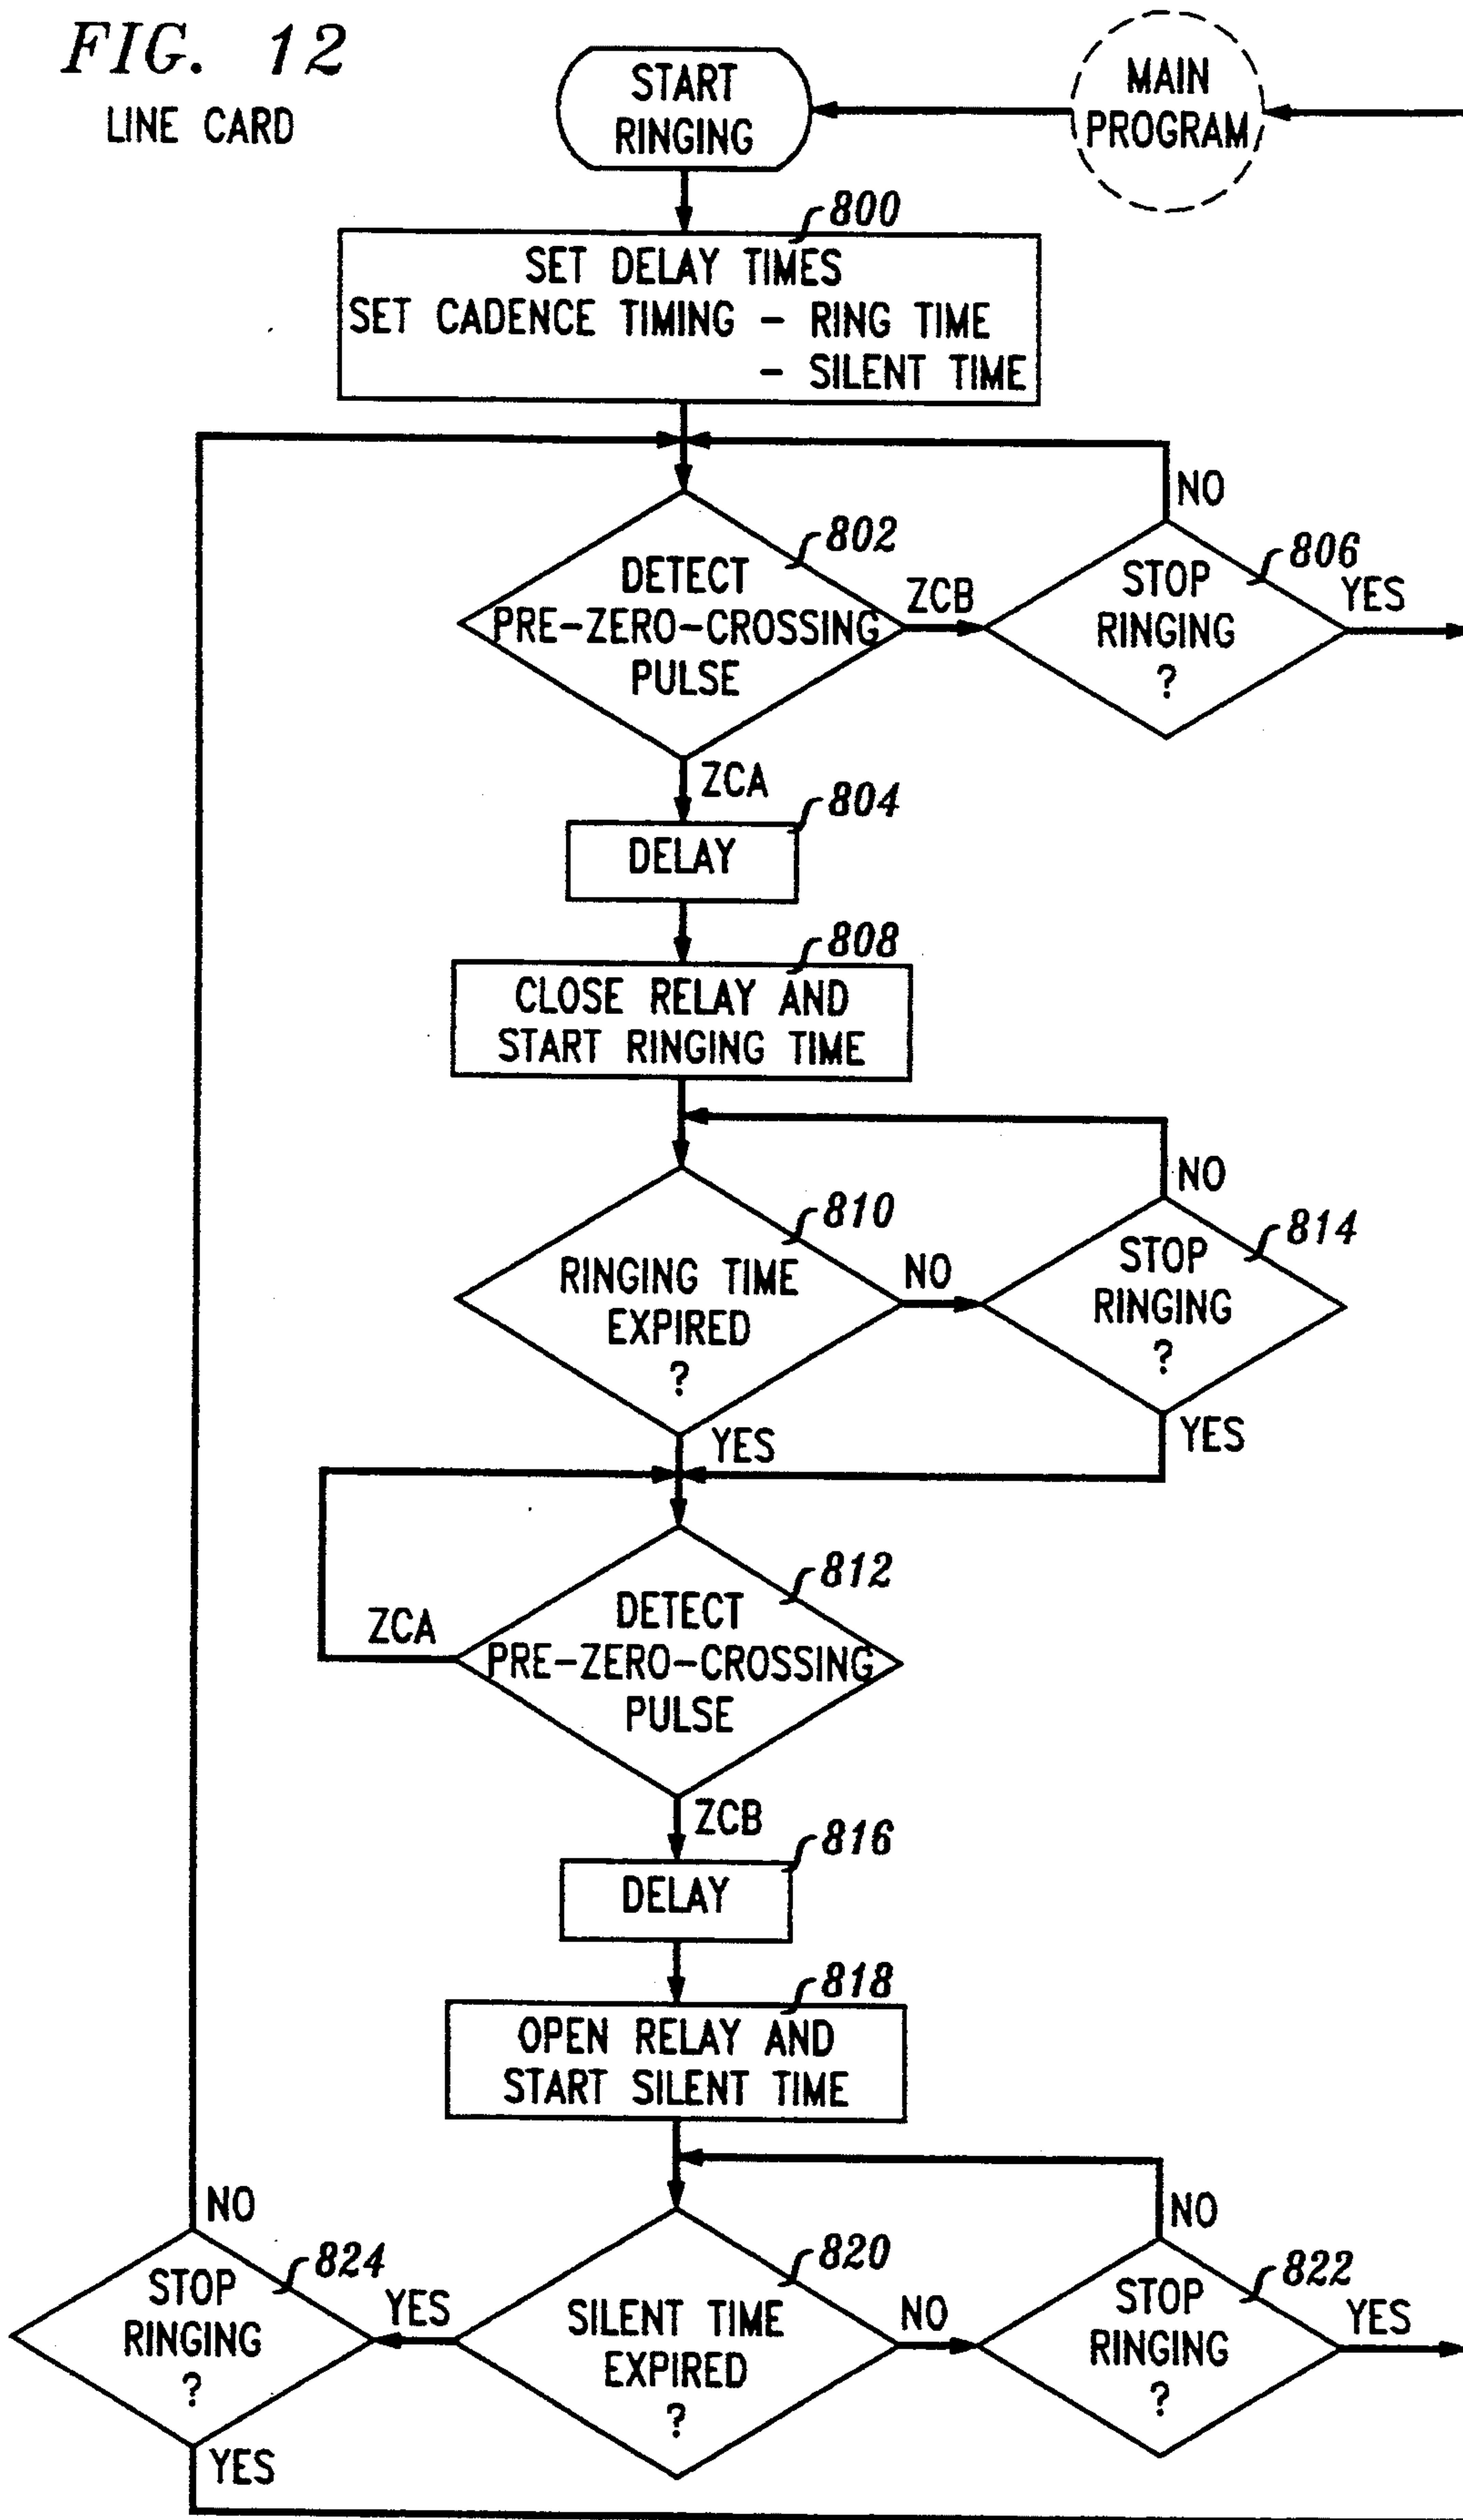 FIG. 12
LINE CARD
START
RINGING
MAIN
PROGRAM
800
SET DELAY TIMES
SET CADENCE TIMING - RING TIME
- SILENT TIME
NO
802
DETECT
PRE-ZERO-CROSSING
PULSE
ZCB
806
STOP
RINGING
?
YES
ZCA
804
DELAY
808
CLOSE RELAY AND
START RINGING TIME
NO
810
RINGING TIME
EXPIRED
?
NO
814
STOP
RINGING
?
YES
YES
812
DETECT
PRE-ZERO-CROSSING
PULSE
ZCA
ZCB
816
DELAY
818
OPEN RELAY AND
START SILENT TIME
NO
NO
824
STOP
RINGING
?
YES
820
SILENT TIME
EXPIRED
?
NO
822
STOP
RINGING
?
YES
YES